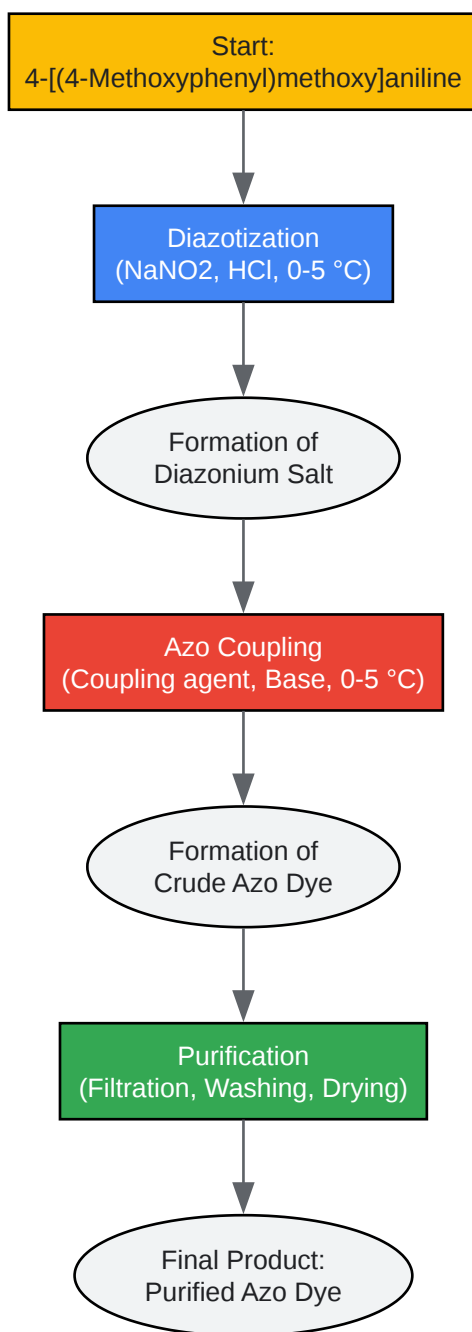 Start:
4-[(4-Methoxyphenyl)methoxy]aniline
Diazotization
(NaNO2, HCl, 0-5 °C)
Formation of
Diazonium Salt
Azo Coupling
(Coupling agent, Base, 0-5 °C)
Formation of
Crude Azo Dye
Purification
(Filtration, Washing, Drying)
Final Product:
Purified Azo Dye